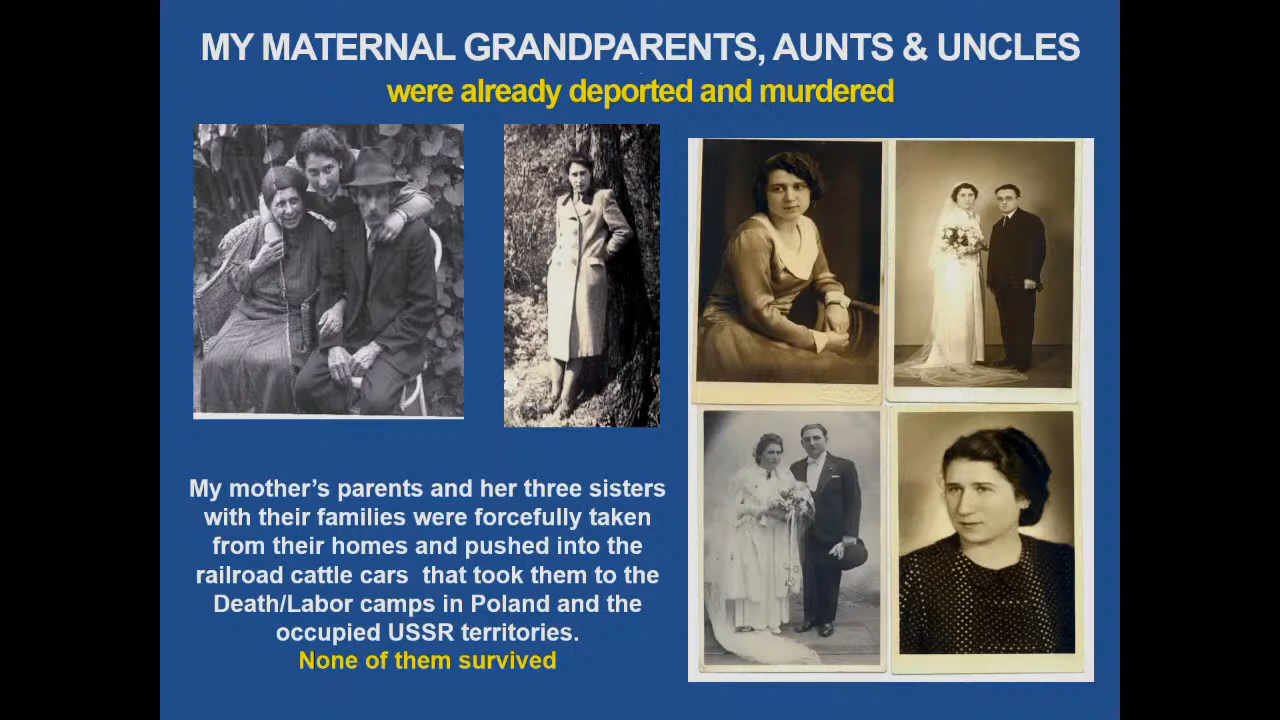 MY MATERNAL GRANDPARENTS, AUNTS & UNCLES
were already deported and murdered
My mother’s parents and her three sisters
with their families were forcefully taken
from their homes and pushed into the
railroad cattle cars that took them to the
Death/Labor camps in Poland and the
occupied USSR territories.
None of them survived